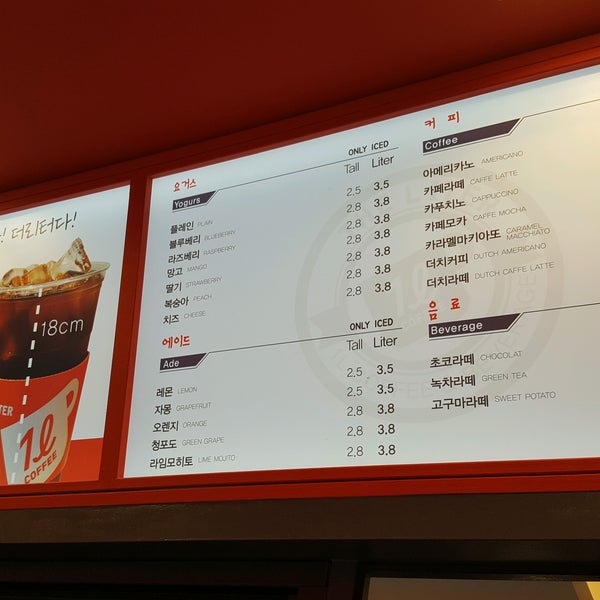 ! 더리터다!
18cm
TER
1ℓ
COFFEE
요거스
Yogurs
ONLY ICED
Tall Liter
플레인 PLAIN 2.5 3.5
블루베리 BLUEBERRY 2.8 3.8
라즈베리 RASPBERRY 2.8 3.8
망고 MANGO 2.8 3.8
딸기 STRAWBERRY 2.8 3.8
복숭아 PEACH 2.8 3.8
치즈 CHEESE 2.8 3.8
에이드
Ade
ONLY ICED
Tall Liter
레몬 LEMON 2.5 3.5
자몽 GRAPEFRUIT 2.5 3.5
오렌지 ORANGE 2.8 3.8
청포도 GREEN GRAPE 2.8 3.8
라임모히토 LIME MOJITO 2.8 3.8
커 피
Coffee
아메리카노 AMERICANO
카페라떼 CAFFE LATTE
카푸치노 CAPPUCCINO
카페모카 CAFFE MOCHA
카라멜마키아또 CARAMEL MACCHIATO
더치커피 DUTCH AMERICANO
더치라떼 DUTCH CAFFE LATTE
음 료
Beverage
초코라떼 CHOCOLAT
녹차라떼 GREEN TEA
고구마라떼 SWEET POTATO